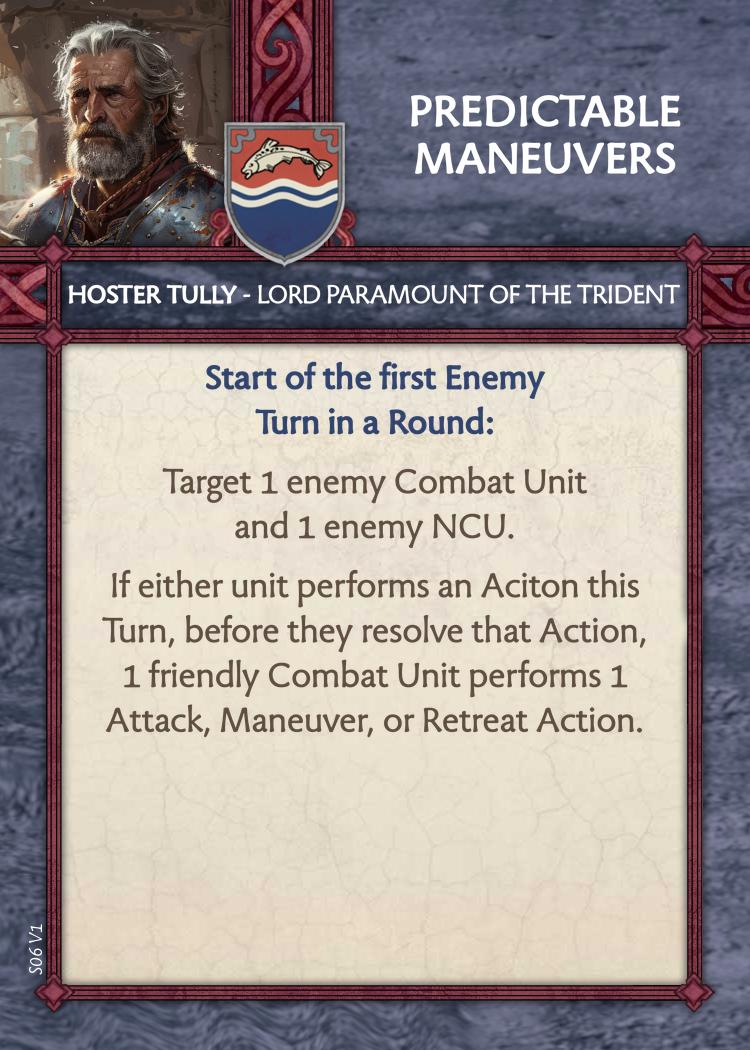 PREDICTABLE
MANEUVERS
HOSTER TULLY - LORD PARAMOUNT OF THE TRIDENT
Start of the first Enemy
Turn in a Round:
Target 1 enemy Combat Unit
and 1 enemy NCU.
If either unit performs an Aciton this
Turn, before they resolve that Action,
1 friendly Combat Unit performs 1
Attack, Maneuver, or Retreat Action.
S06 V1